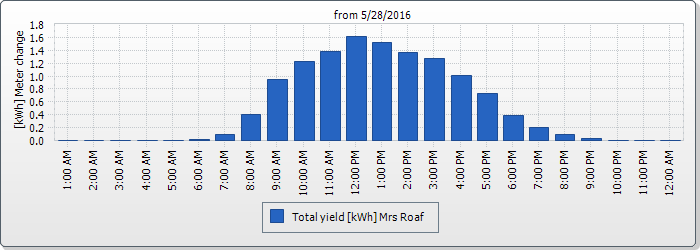 from 5/28/2016
[kWh] Meter change
1.8
1.6
1.4
1.2
1.0
0.8
0.6
0.4
0.2
0.0
1:00 AM
2:00 AM
3:00 AM
4:00 AM
5:00 AM
6:00 AM
7:00 AM
8:00 AM
9:00 AM
10:00 AM
11:00 AM
12:00 PM
1:00 PM
2:00 PM
3:00 PM
4:00 PM
5:00 PM
6:00 PM
7:00 PM
8:00 PM
9:00 PM
10:00 PM
11:00 PM
12:00 AM
Total yield [kWh] Mrs Roaf